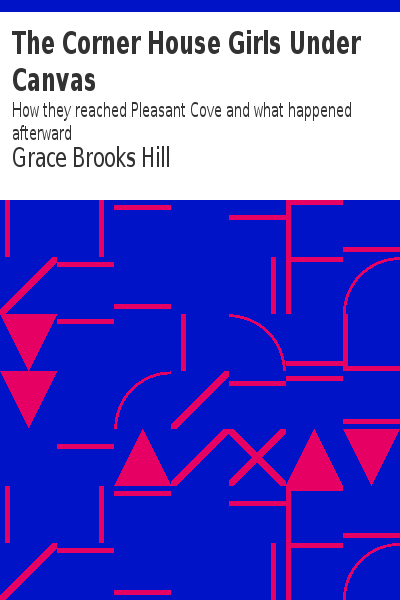 The Corner House Girls Under
Canvas
How they reached Pleasant Cove and what happened
afterward
Grace Brooks Hill